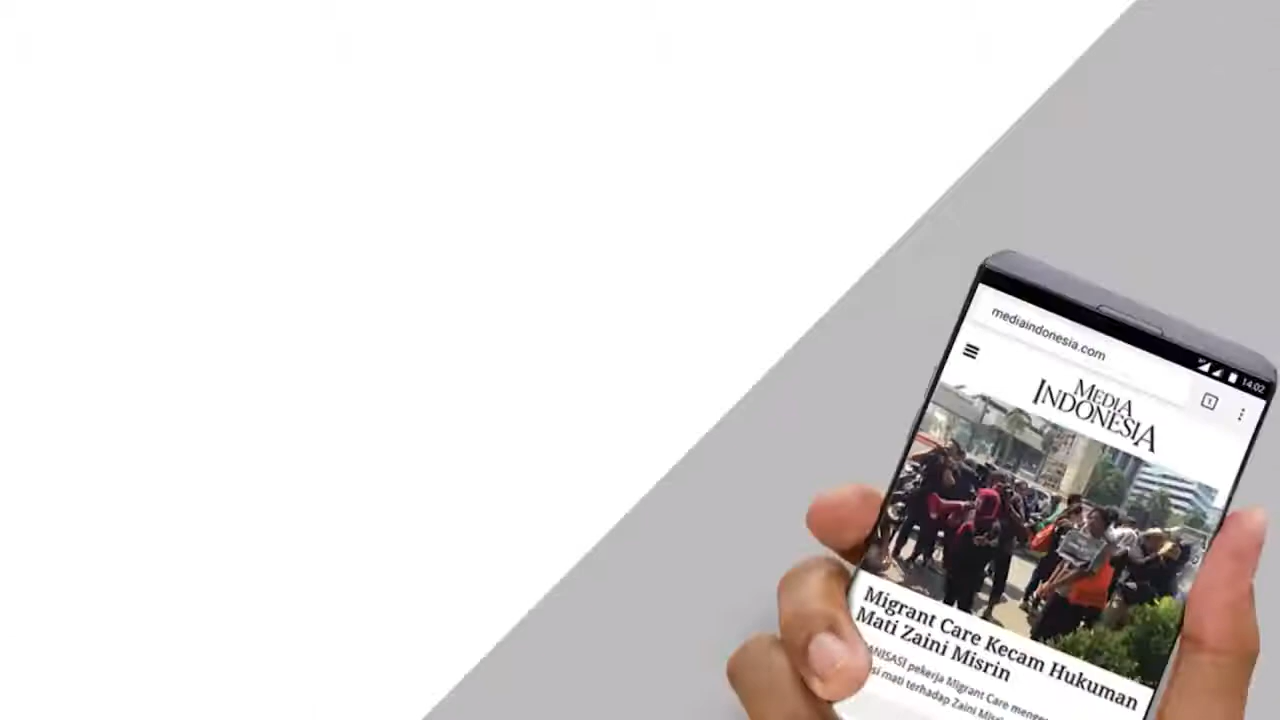 14.02
mediaindonesia.com
1
MEDIA
INDONESIA
Migrant Care Kecam Hukuman
Mati Zaini Misrin
pekerja Migrant Care
mati terhadap Zaini